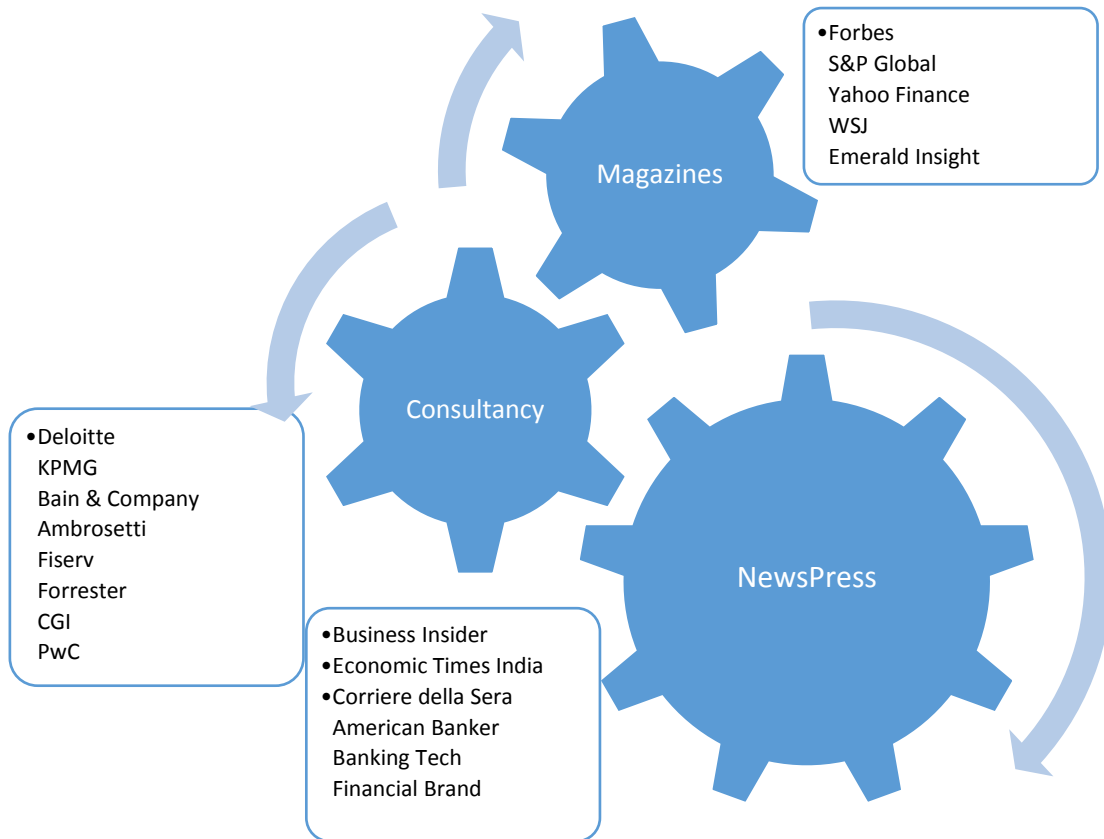 •Forbes
S&P Global
Yahoo Finance
WSJ
Emerald Insight
Magazines
Consultancy
•Deloitte
KPMG
Bain & Company
Ambrosetti
Fiserv
Forrester
CGI
PwC
NewsPress
•Business Insider
•Economic Times India
•Corriere della Sera
American Banker
Banking Tech
Financial Brand